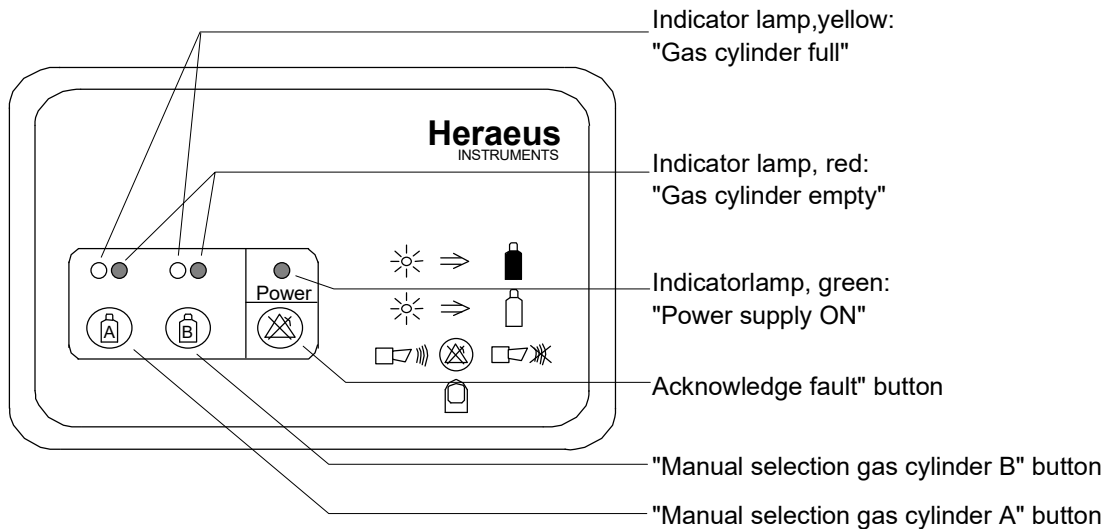 Indicator lamp,yellow:
"Gas cylinder full"
Heraeus
INSTRUMENTS
Indicator lamp, red:
"Gas cylinder empty"
Power
Indicatorlamp, green:
"Power supply ON"
A
B
Acknowledge fault" button
"Manual selection gas cylinder B" button
"Manual selection gas cylinder A" button